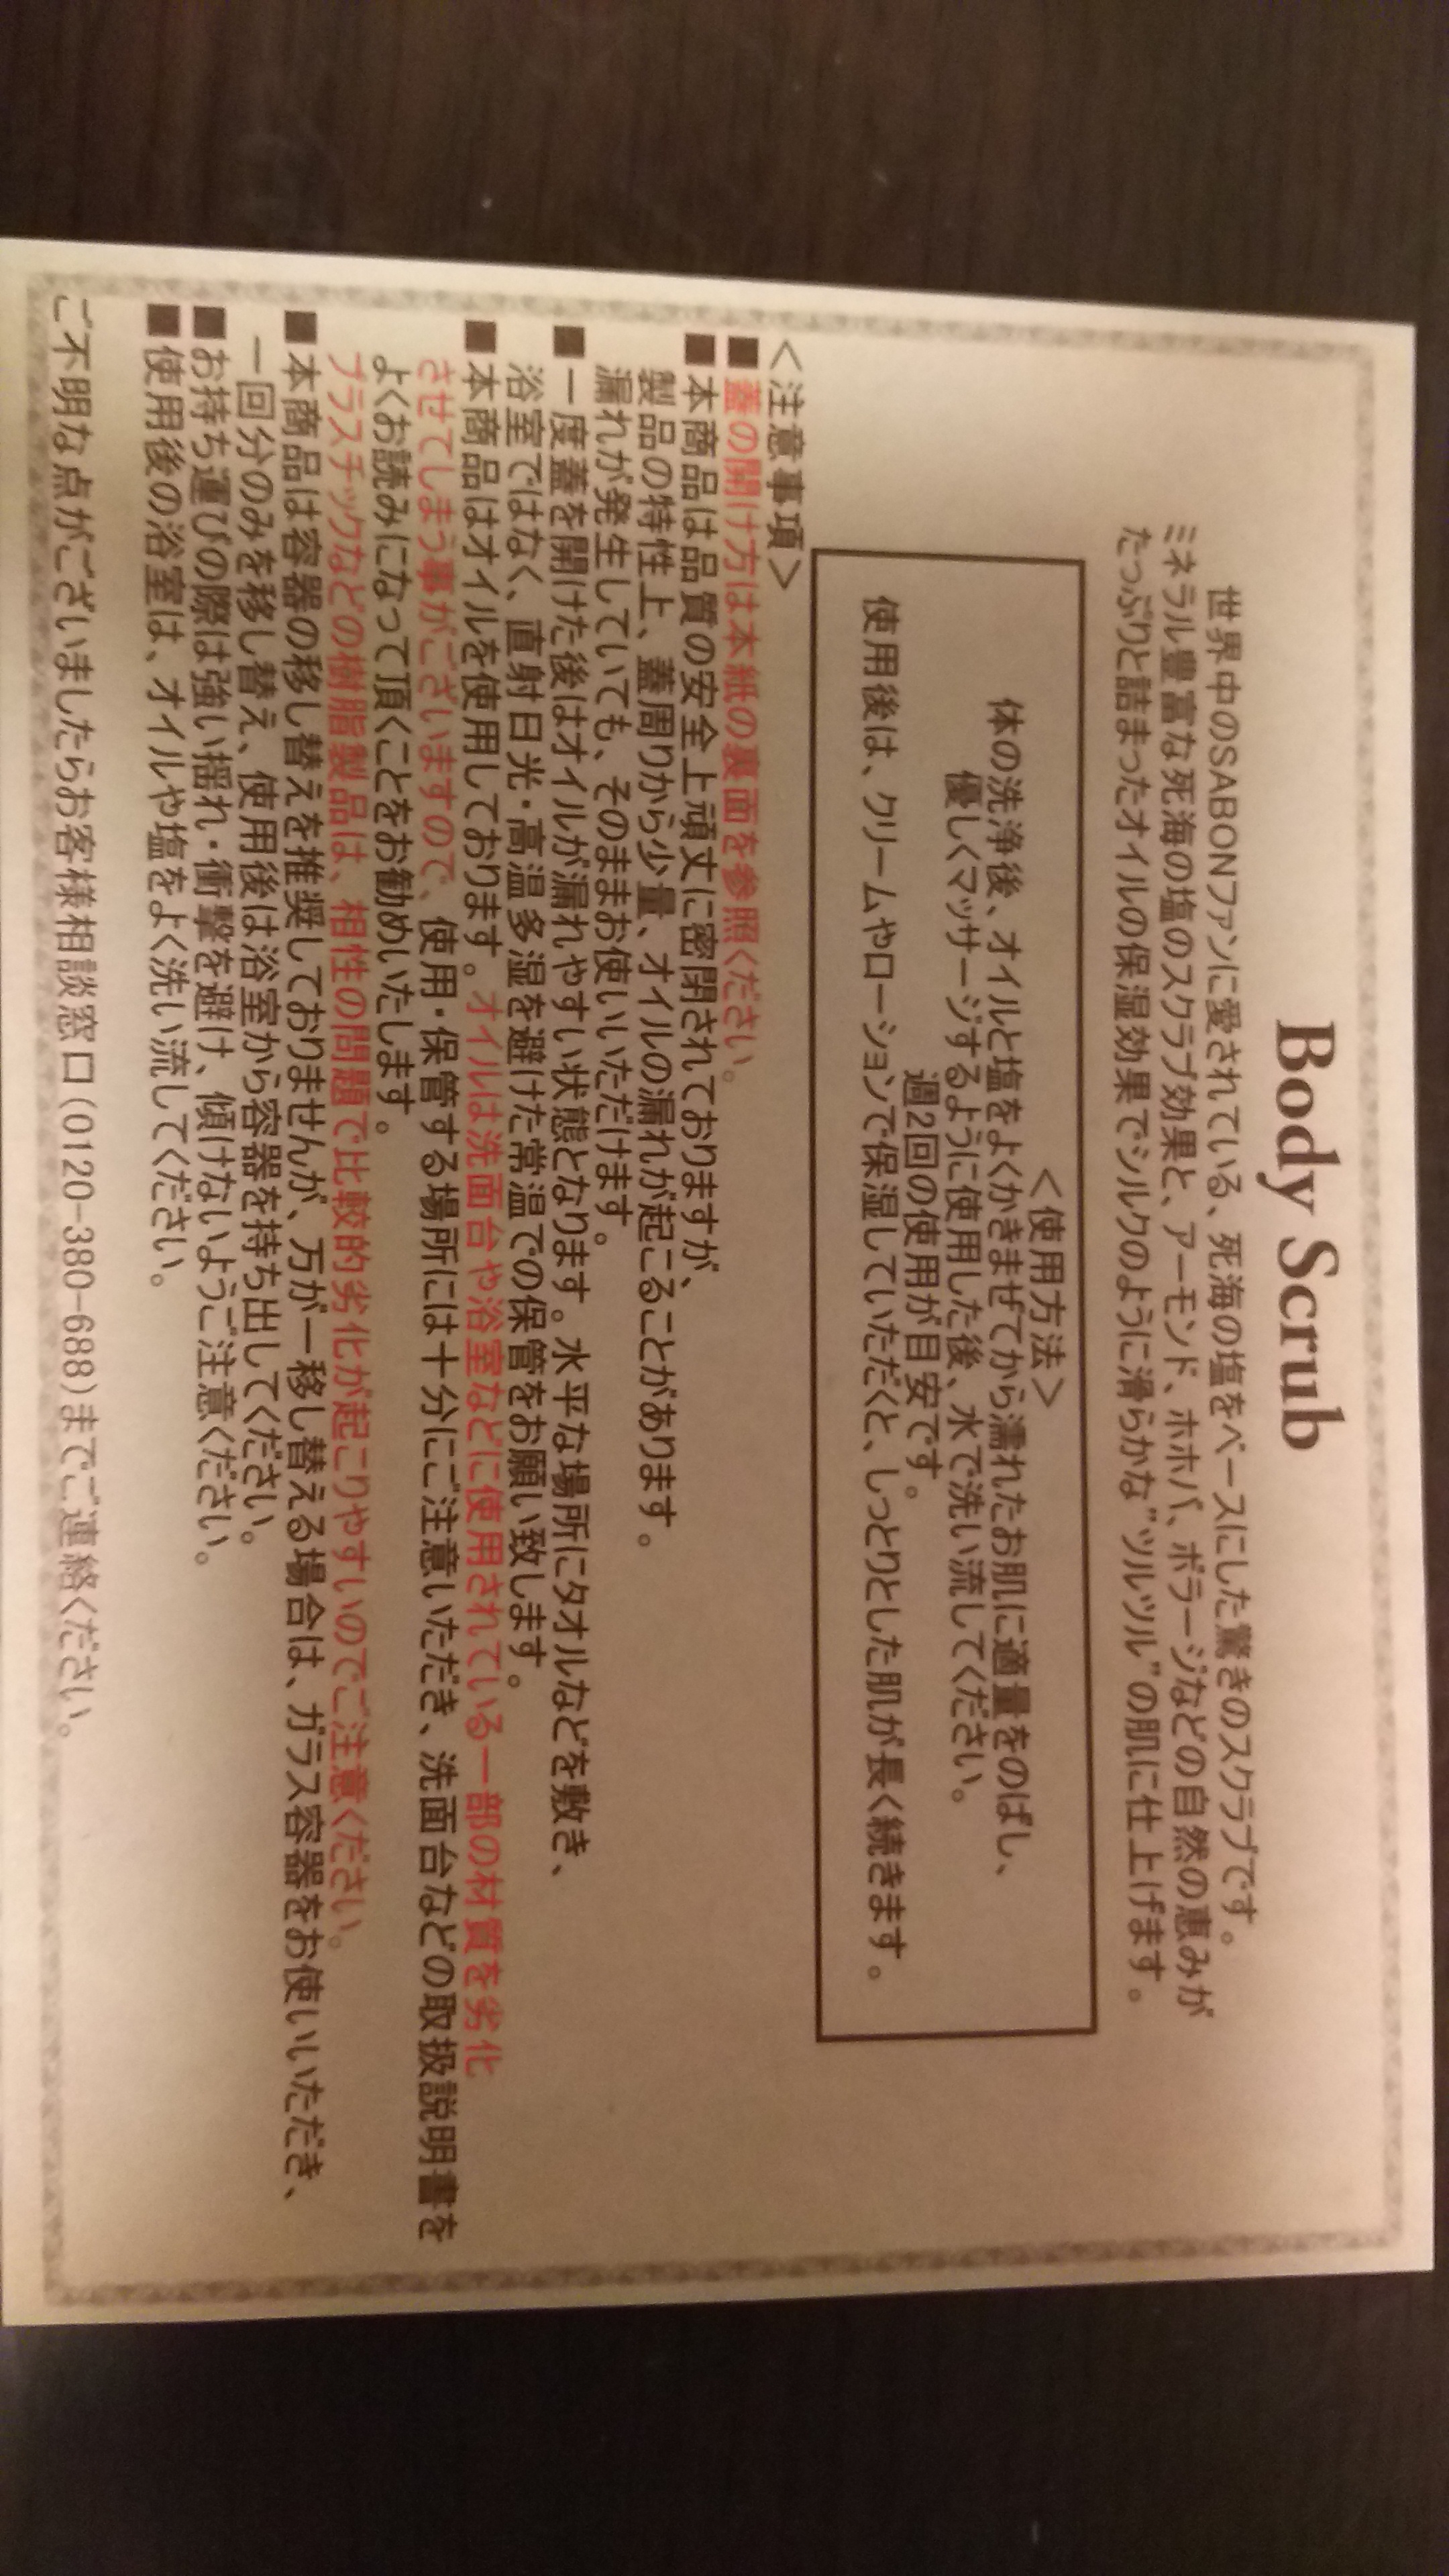 Body Scrub
世界中のSABONファンに愛されている、死海の塩をベースにした驚きのスクラブです。
ミネラル豊富な死海の塩のスクラブ効果と、アーモンド、ホホバ、ボラージなどの自然の恵みが
たっぷりと詰まったオイルの保湿効果でシルクのように滑らかな"ツルツル"の肌に仕上げます。
<使用方法>
体の洗浄後、オイルと塩をよくかきまぜてから濡れたお肌に適量をのばし、
優しくマッサージするように使用した後、水で洗い流してください。
週2回の使用が目安です。
使用後は、クリームやローションで保湿していただくと、しっとりとした肌が長く続きます。
<注意事項>
■蓋の開け方は本紙の裏面を参照ください。
■本商品は品質の安全上頑丈に密閉されておりますが、
製品の特性上、蓋周りから少量、オイルの漏れが起こることがあります。
漏れが発生していても、そのままお使いいただけます。
■一度蓋を開けた後はオイルが漏れやすい状態となります。水平な場所にタオルなどを敷き、
浴室ではなく、直射日光・高温多湿を避けた常温での保管をお願い致します。
■本商品はオイルを使用しております。オイルは洗面台や浴室などに使用されている一部の材質を劣化
させてしまう事がございますので、使用・保管する場所には十分にご注意いただき、洗面台などの取扱説明書を
よくお読みになって頂くことをお勧めいたします。
プラスチックなどの樹脂製品は、相性の問題で比較的劣化が起こりやすいのでご注意ください。
■本商品は容器の移し替えを推奨しておりませんが、万が一移し替える場合は、ガラス容器をお使いいただき、
一回分のみを移し替え、使用後は浴室から容器を持ち出してください。
■お持ち運びの際は強い揺れ・衝撃を避け、傾けないようご注意ください。
■使用後の浴室は、オイルや塩をよく洗い流してください。
ご不明な点がございましたらお客様相談窓口(0120-380-688)までご連絡ください。